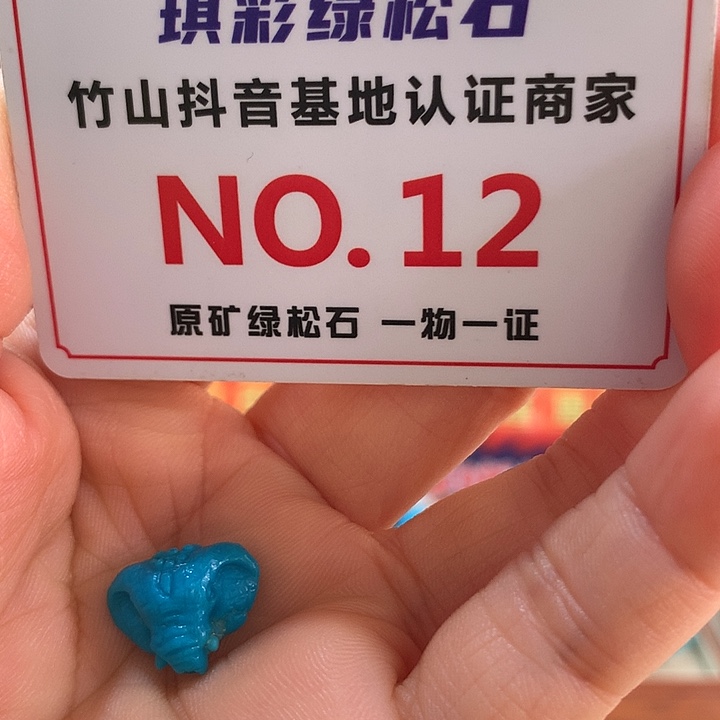 琪彩绿松石
竹山抖音基地认证商家
NO.12
原矿绿松石 一物一证